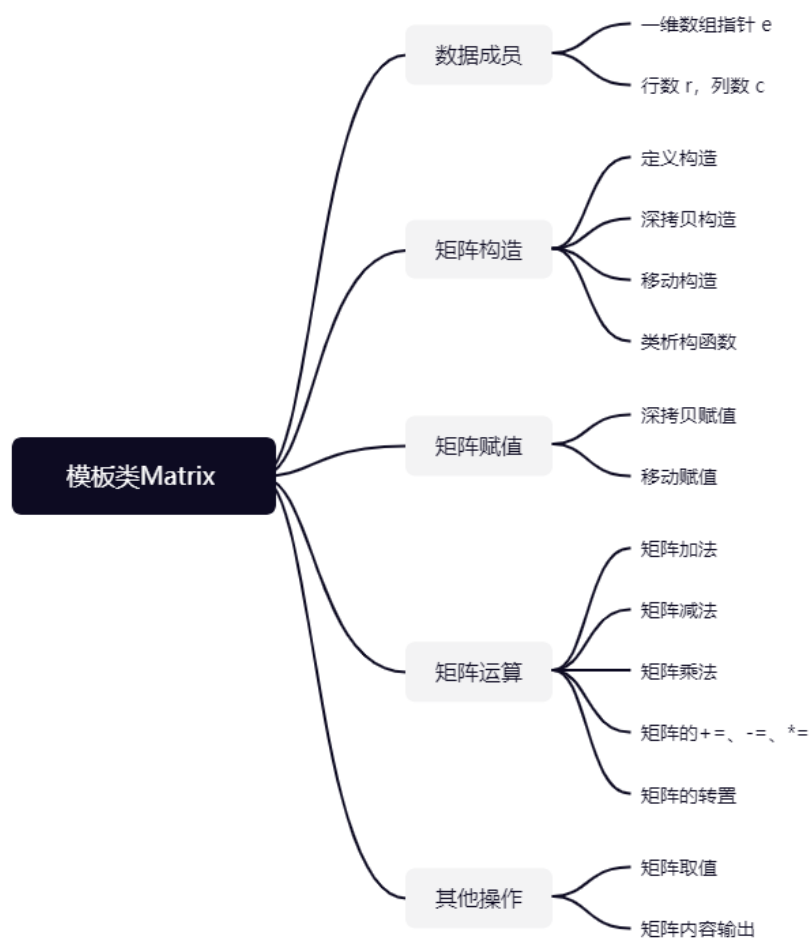 模板类Matrix
数据成员
一维数组指针 e
行数 r，列数 c
矩阵构造
定义构造
深拷贝构造
移动构造
类析构函数
矩阵赋值
深拷贝赋值
移动赋值
矩阵运算
矩阵加法
矩阵减法
矩阵乘法
矩阵的+=、-=、*=
矩阵的转置
其他操作
矩阵取值
矩阵内容输出